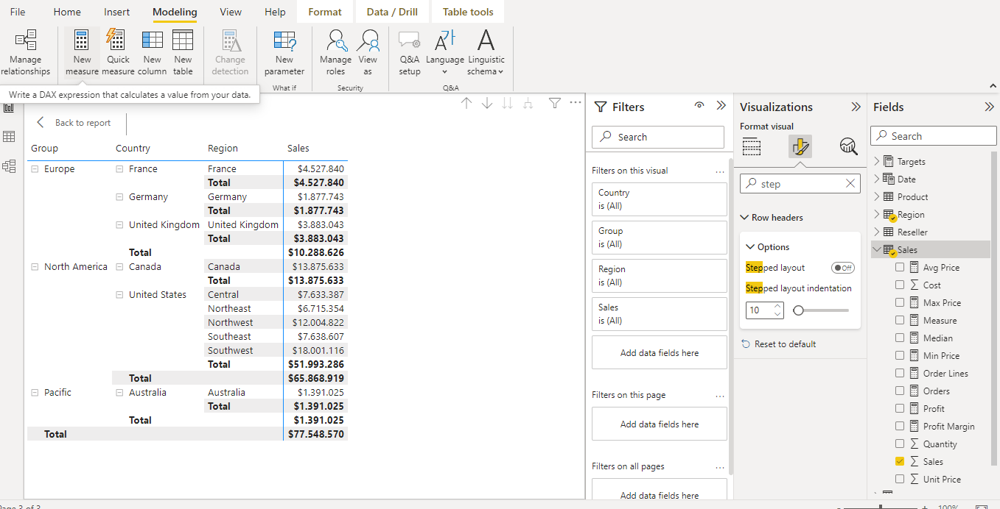 File Home Insert Modeling View Help Format Data / Drill Table tools
Manage relationships
New measure
Quick measure
New column
New table
Change detection
New parameter
Manage roles
View as
Q&A setup
Language
Linguistic schema
What if
Security
Q&A
Write a DAX expression that calculates a value from your data.
Back to report
Group Country Region Sales
Europe France France $4.527.840
Total $4.527.840
Germany Germany $1.877.743
Total $1.877.743
United Kingdom United Kingdom $3.883.043
Total $3.883.043
Total $10.288.626
North America Canada Canada $13.875.633
Total $13.875.633
United States Central $7.633.387
Northeast $6.715.354
Northwest $12.004.822
Southeast $7.638.607
Southwest $18.001.116
Total $51.993.286
Total $65.868.919
Pacific Australia Australia $1.391.025
Total $1.391.025
Total $1.391.025
Total $77.548.570
Filters
Search
Filters on this visual ...
Country
is (All)
Group
is (All)
Region
is (All)
Sales
is (All)
Add data fields here
Filters on this page ...
Add data fields here
Filters on all pages ...
Add data fields here
Visualizations
Format visual
step
Row headers
Options
Stepped layout Off
Stepped layout indentation
10
Reset to default
Fields
Search
Targets
Date
Product
Region
Reseller
Sales
Avg Price
Cost
Max Price
Measure
Median
Min Price
Order Lines
Orders
Profit
Profit Margin
Quantity
Sales
Unit Price
Page 3 of 3
100%